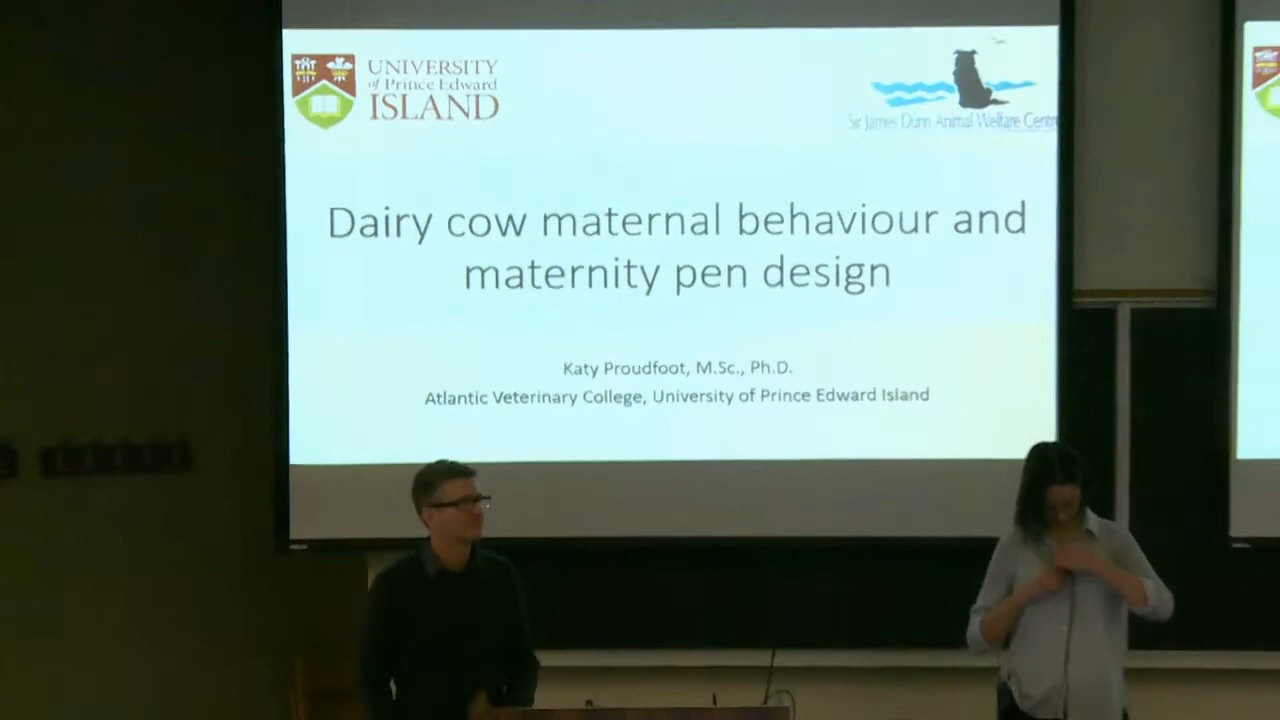 UNIVERSITY
of Prince Edward
ISLAND
Sir James Dunn Animal Welfare Centre
Dairy cow maternal behaviour and
maternity pen design
Katy Proudfoot, M.Sc., Ph.D.
Atlantic Veterinary College, University of Prince Edward Island